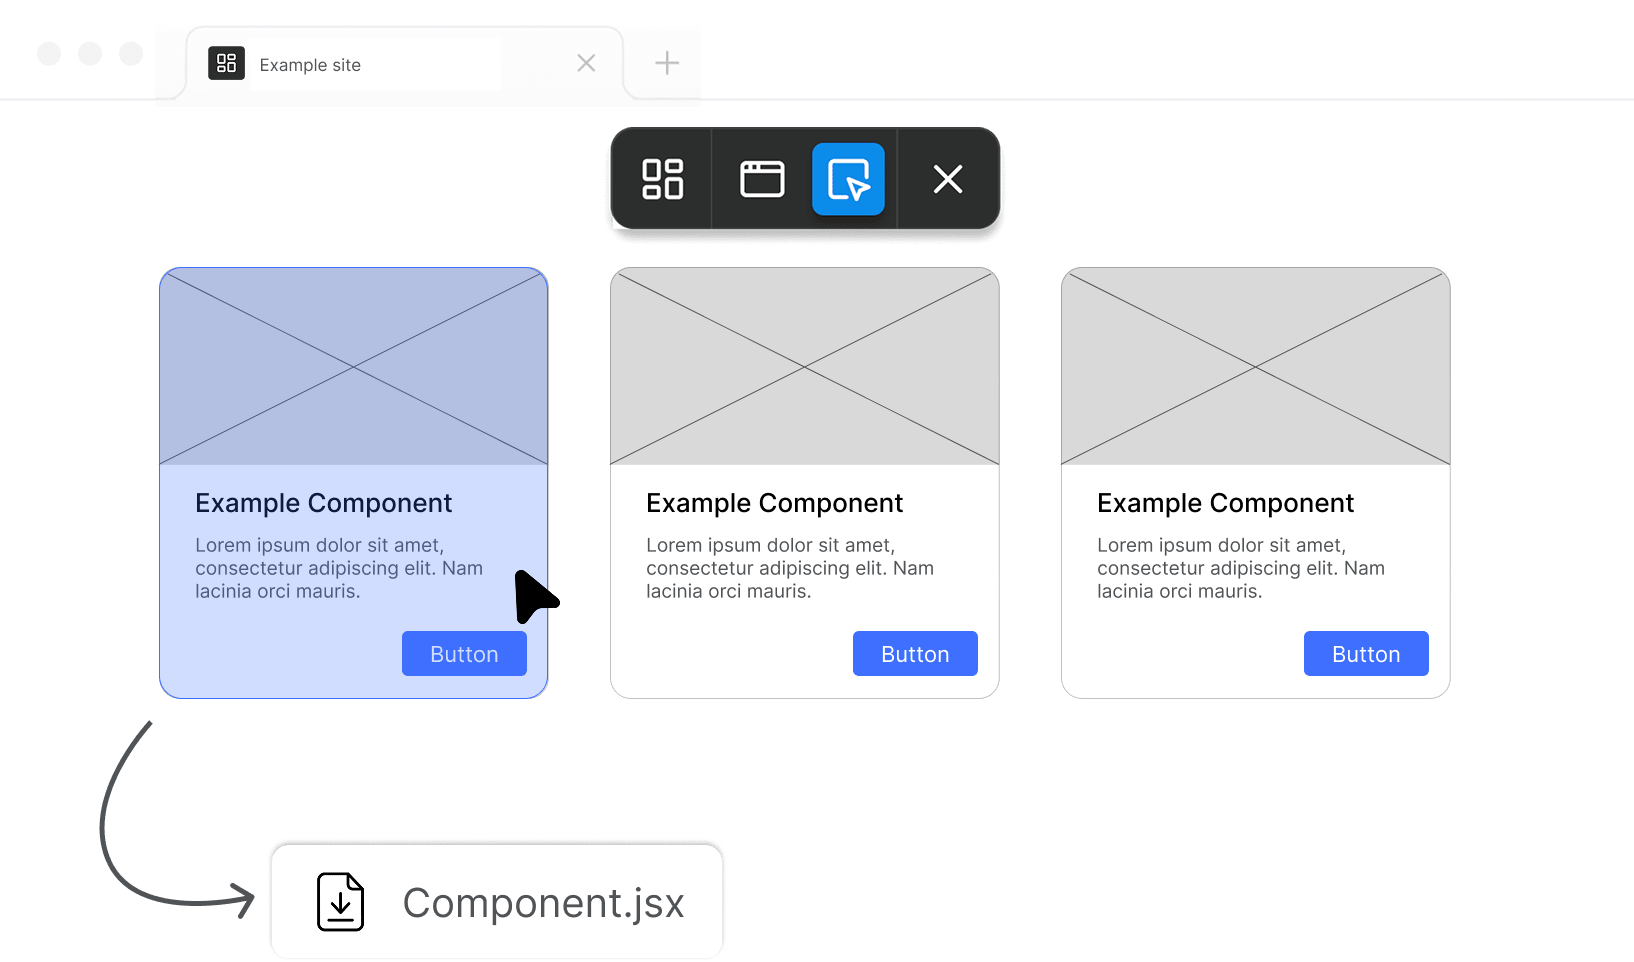 Example site
Example Component
Lorem ipsum dolor sit amet,
consectetur adipiscing elit. Nam
lacinia orci mauris.
Button
Example Component
Lorem ipsum dolor sit amet,
consectetur adipiscing elit. Nam
lacinia orci mauris.
Button
Example Component
Lorem ipsum dolor sit amet,
consectetur adipiscing elit. Nam
lacinia orci mauris.
Button
Component.jsx